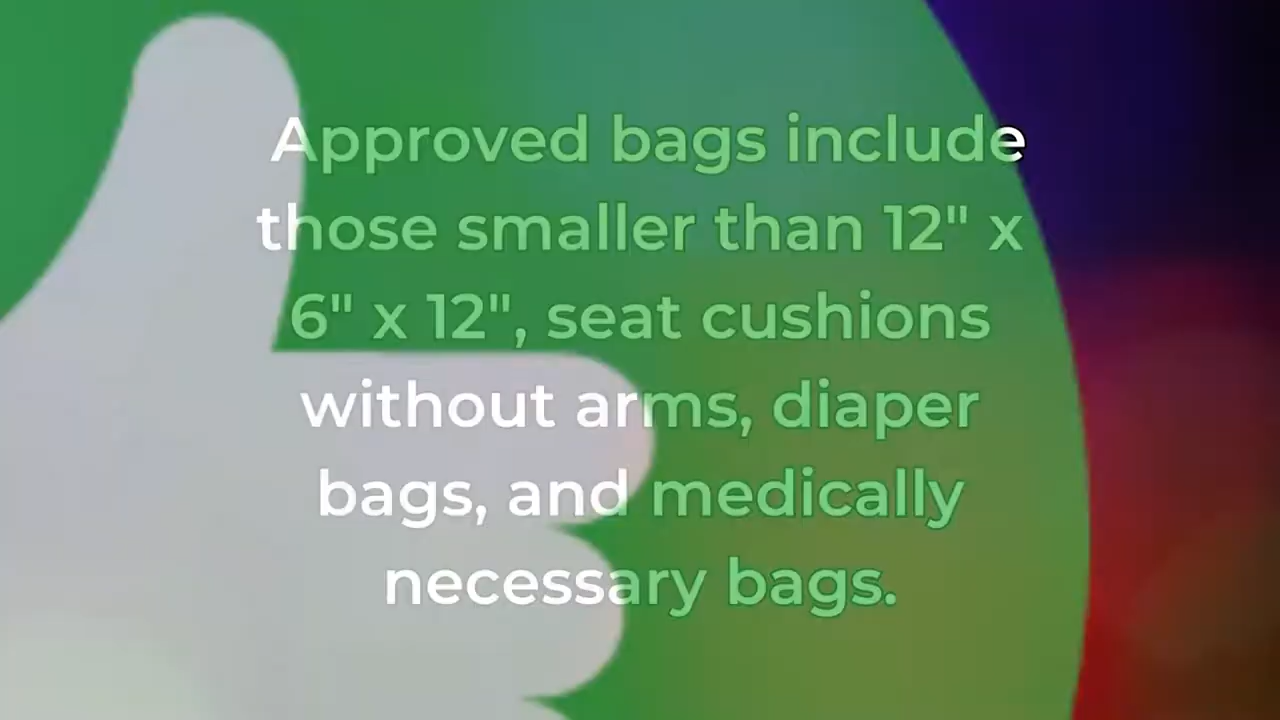 Approved bags include
those smaller than 12" x
6" x 12", seat cushions
without arms, diaper
bags, and medically
necessary bags.